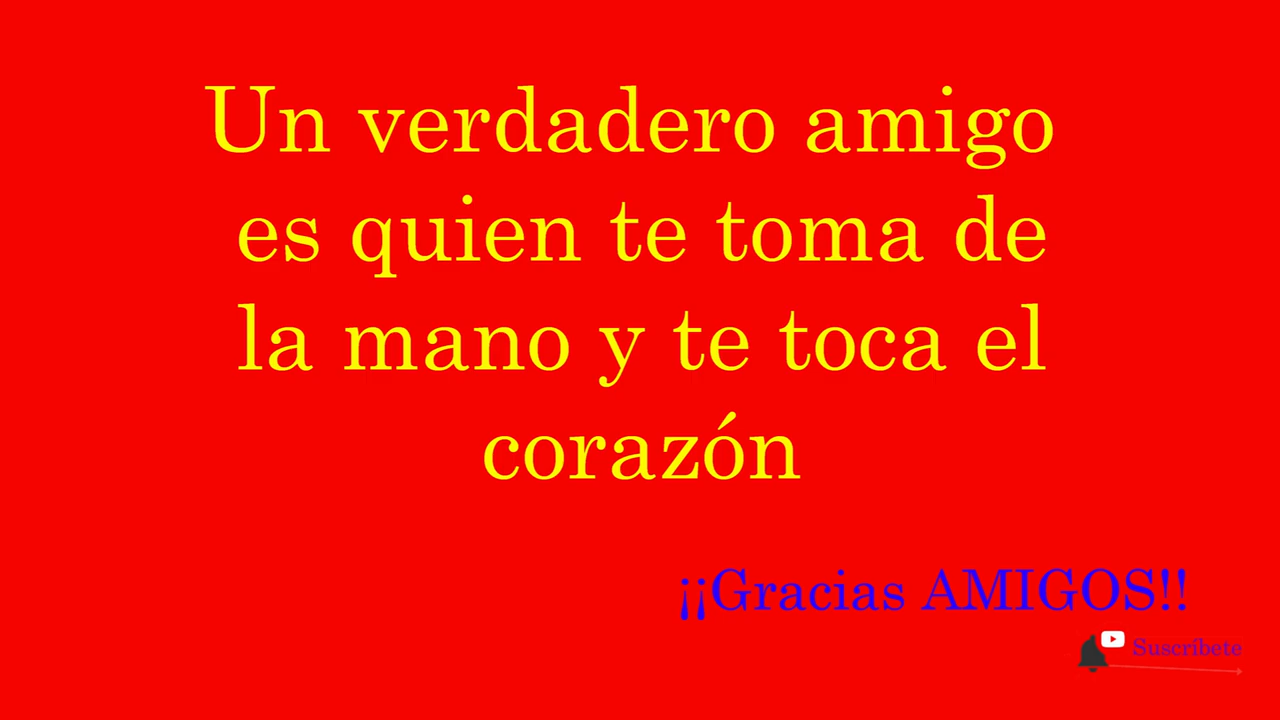 Un verdadero amigo
es quien te toma de
la mano y te toca el
corazón
¡¡Gracias AMIGOS!!
Suscríbete